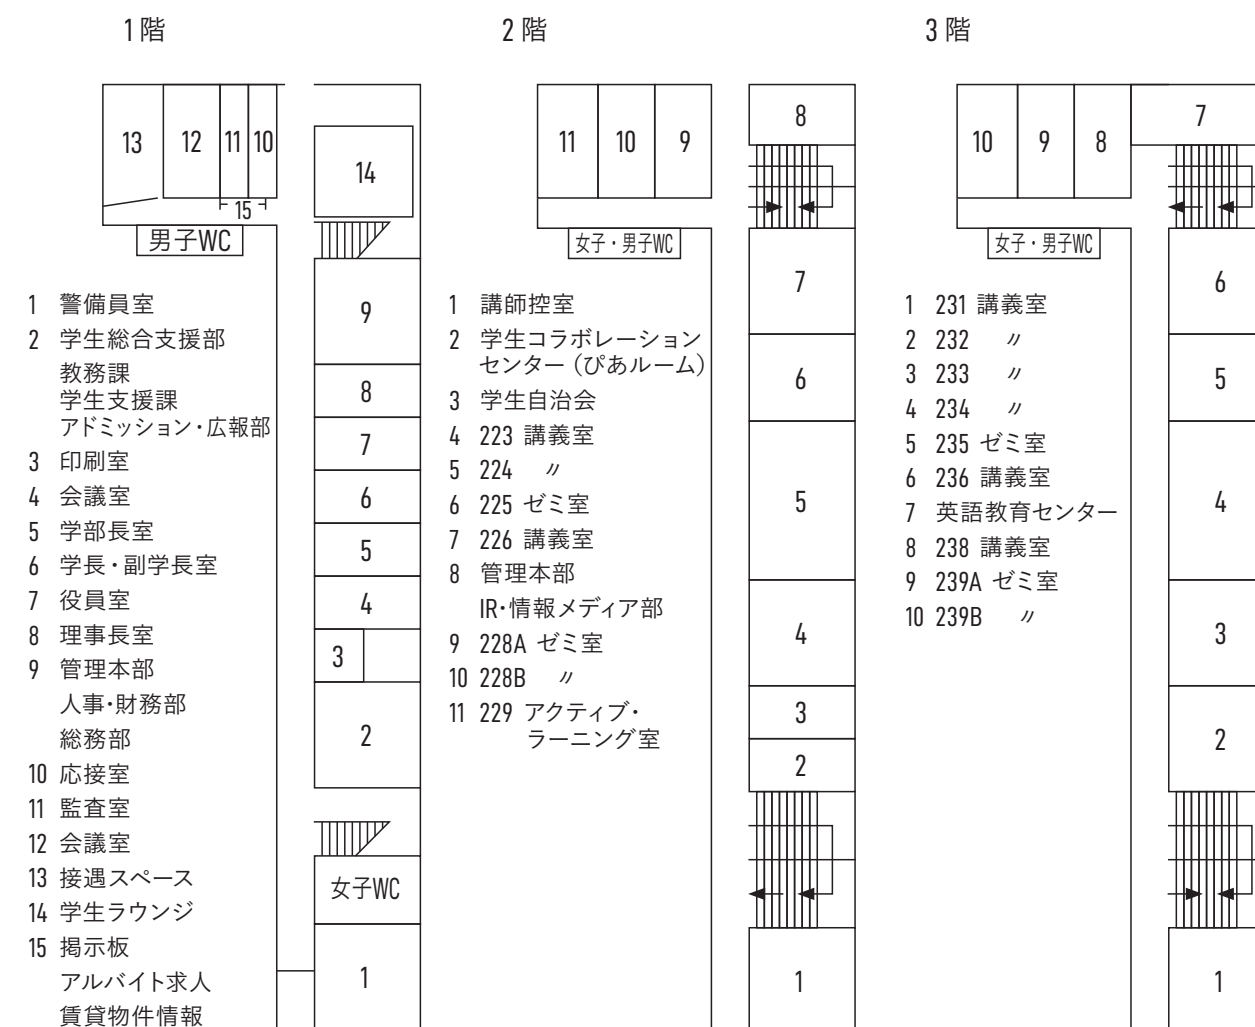 1階
13
12
11
10
15
14
男子WC
9
8
7
6
5
4
3
2
女子WC
1
1 警備員室
2 学生総合支援部
教務課
学生支援課
アドミッション・広報部
3 印刷室
4 会議室
5 学部長室
6 学長・副学長室
7 役員室
8 理事長室
9 管理本部
人事・財務部
総務部
10 応接室
11 監査室
12 会議室
13 接遇スペース
14 学生ラウンジ
15 掲示板
アルバイト求人
賃貸物件情報
2階
11
10
9
8
女子・男子WC
7
6
5
4
3
2
1
1 講師控室
2 学生コラボレーション
センター（ぴあルーム）
3 学生自治会
4 223 講義室
5 224 〃
6 225 ゼミ室
7 226 講義室
8 管理本部
IR・情報メディア部
9 228A ゼミ室
10 228B 〃
11 229 アクティブ・
ラーニング室
3階
10
9
8
7
女子・男子WC
6
5
4
3
2
1
1 231 講義室
2 232 〃
3 233 〃
4 234 〃
5 235 ゼミ室
6 236 講義室
7 英語教育センター
8 238 講義室
9 239A ゼミ室
10 239B 〃